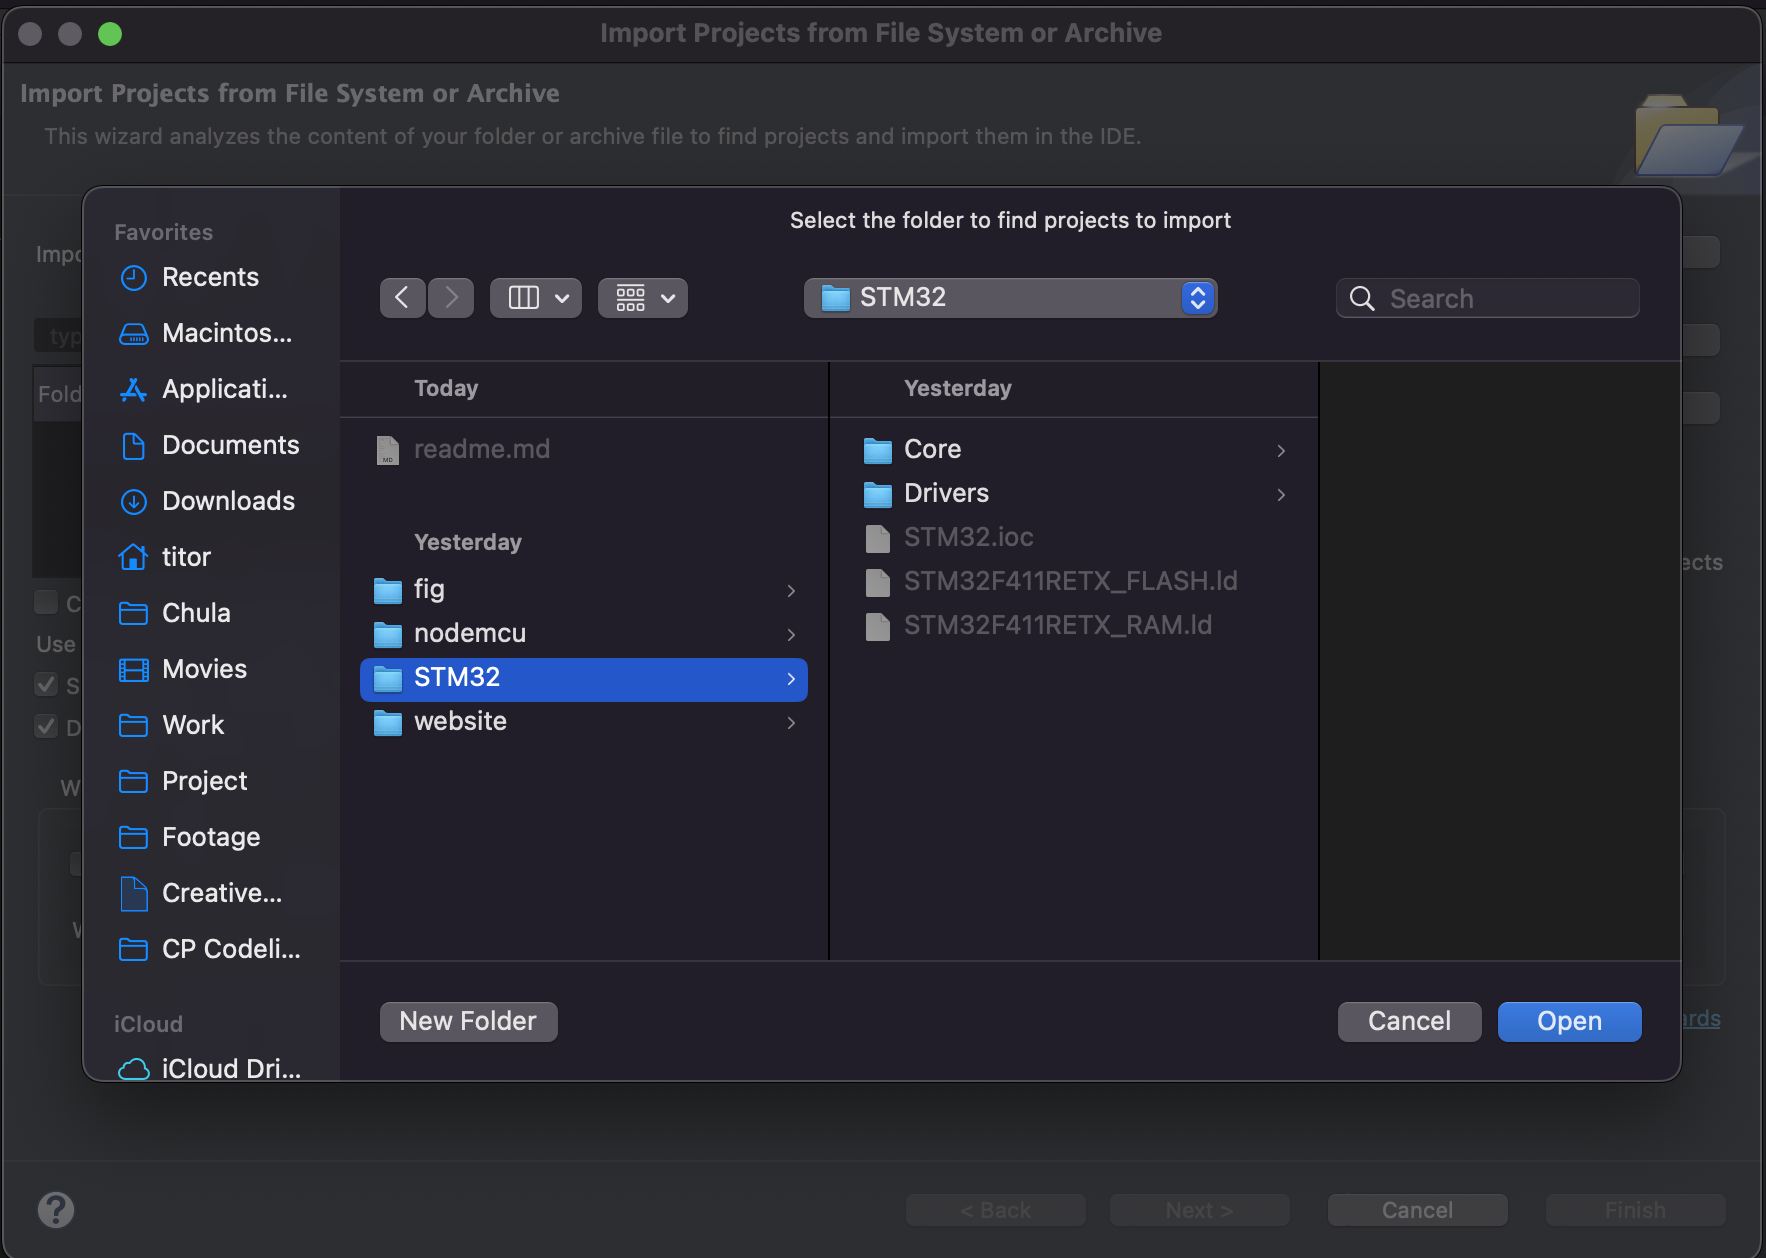 Import Projects from File System or Archive
Import Projects from File System or Archive
This wizard analyzes the content of your folder or archive file to find projects and import them in the IDE.
Select the folder to find projects to import
Favorites
Recents
Macintos...
Applicati...
Documents
Downloads
titor
Chula
Movies
Work
Project
Footage
Creative...
CP Codeli...
iCloud
iCloud Dri...
STM32
Search
Today
readme.md
Yesterday
fig
nodemcu
STM32
website
Yesterday
Core
Drivers
STM32.ioc
STM32F411RETX_FLASH.ld
STM32F411RETX_RAM.ld
New Folder
Cancel
Open
Impo
typ
Fold
C
Use
S
D
W
ects
ards
?
< Back
Next >
Cancel
Finish